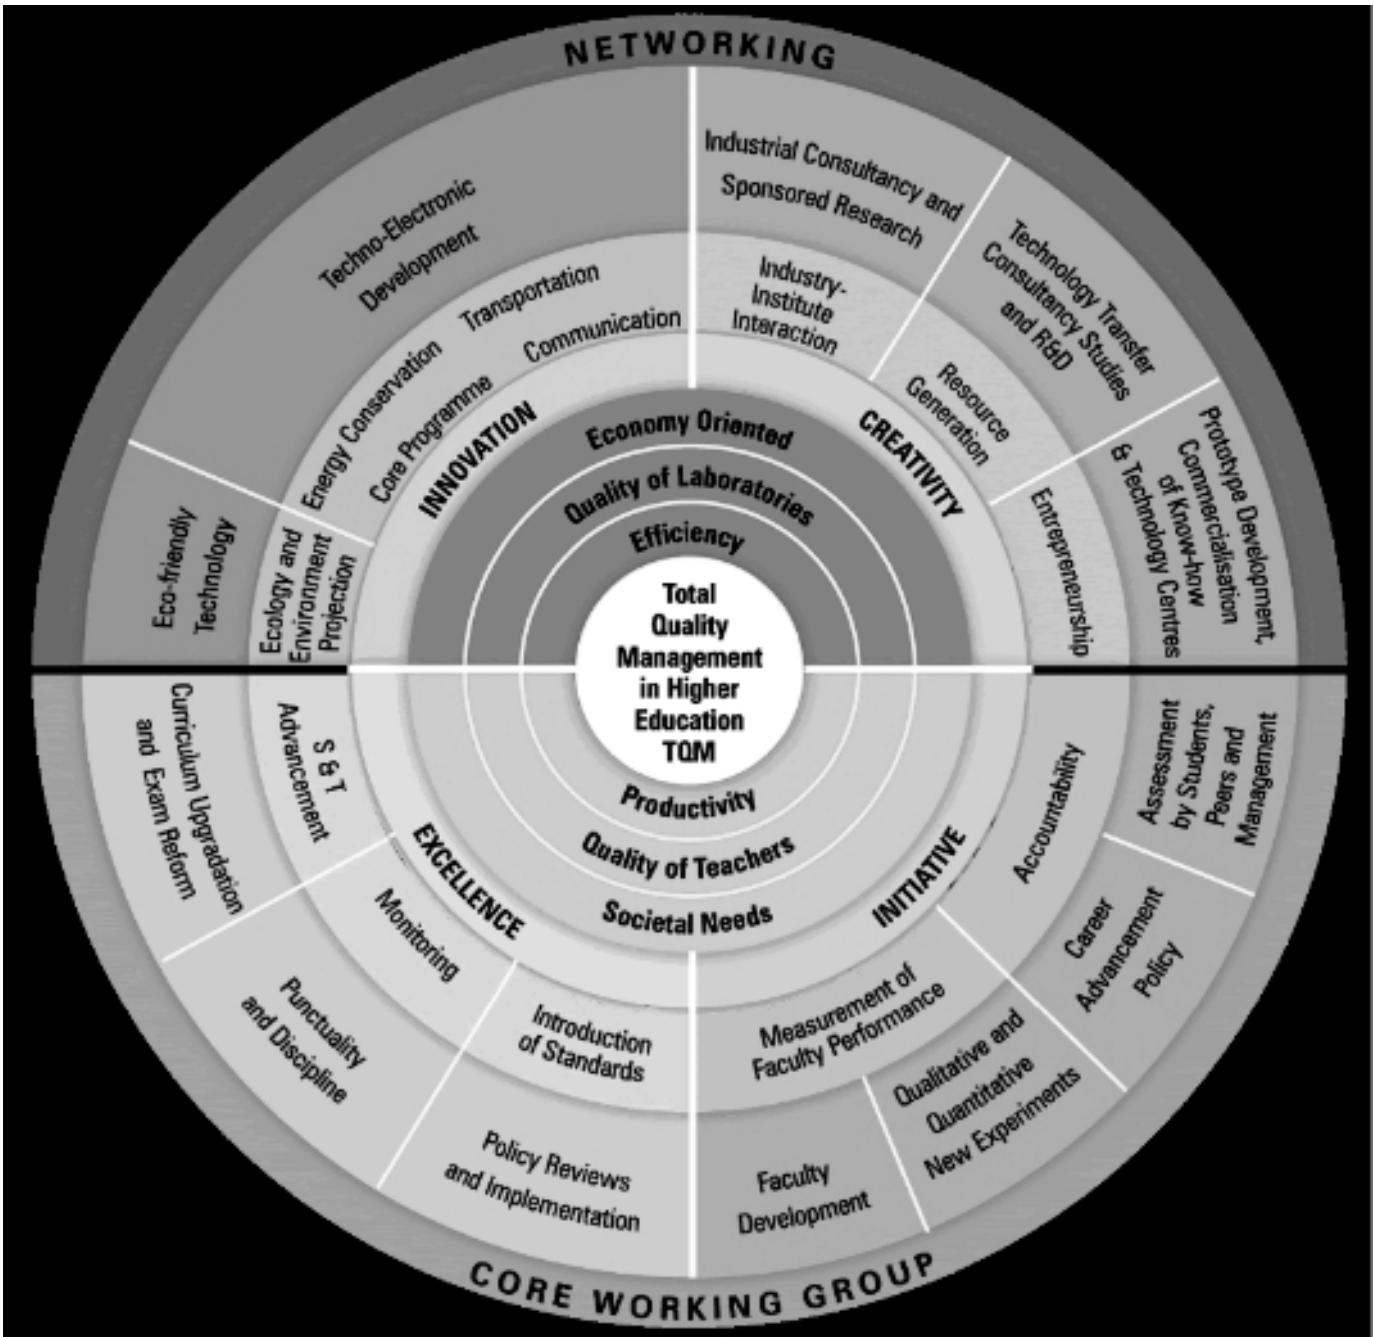 NETWORKING
Techno-Electronic
Development
Industrial Consultancy and
Sponsored Research
Technology Transfer
Consultancy Studies
and R&D
Prototype Development,
Commercialisation
of Know-how
& Technology Centres
Eco-friendly
Technology
Transportation
Communication
Energy Conservation
Core Programme
Ecology and
Environment
Projection
Industry-
Institute
Interaction
Resource
Generation
Entrepreneurship
INNOVATION
CREATIVITY
Economy Oriented
Quality of Laboratories
Efficiency
Total
Quality
Management
in Higher
Education
TQM
Productivity
Quality of Teachers
Societal Needs
EXCELLENCE
INITIATIVE
S & T
Advancement
Monitoring
Introduction
of Standards
Measurement of
Faculty Performance
Accountability
Curriculum Upgradation
and Exam Reform
Punctuality
and Discipline
Policy Reviews
and Implementation
Faculty
Development
Qualitative and
Quantitative
New Experiments
Career
Advancement
Policy
Assessment
by Students,
Peers and
Management
CORE WORKING GROUP